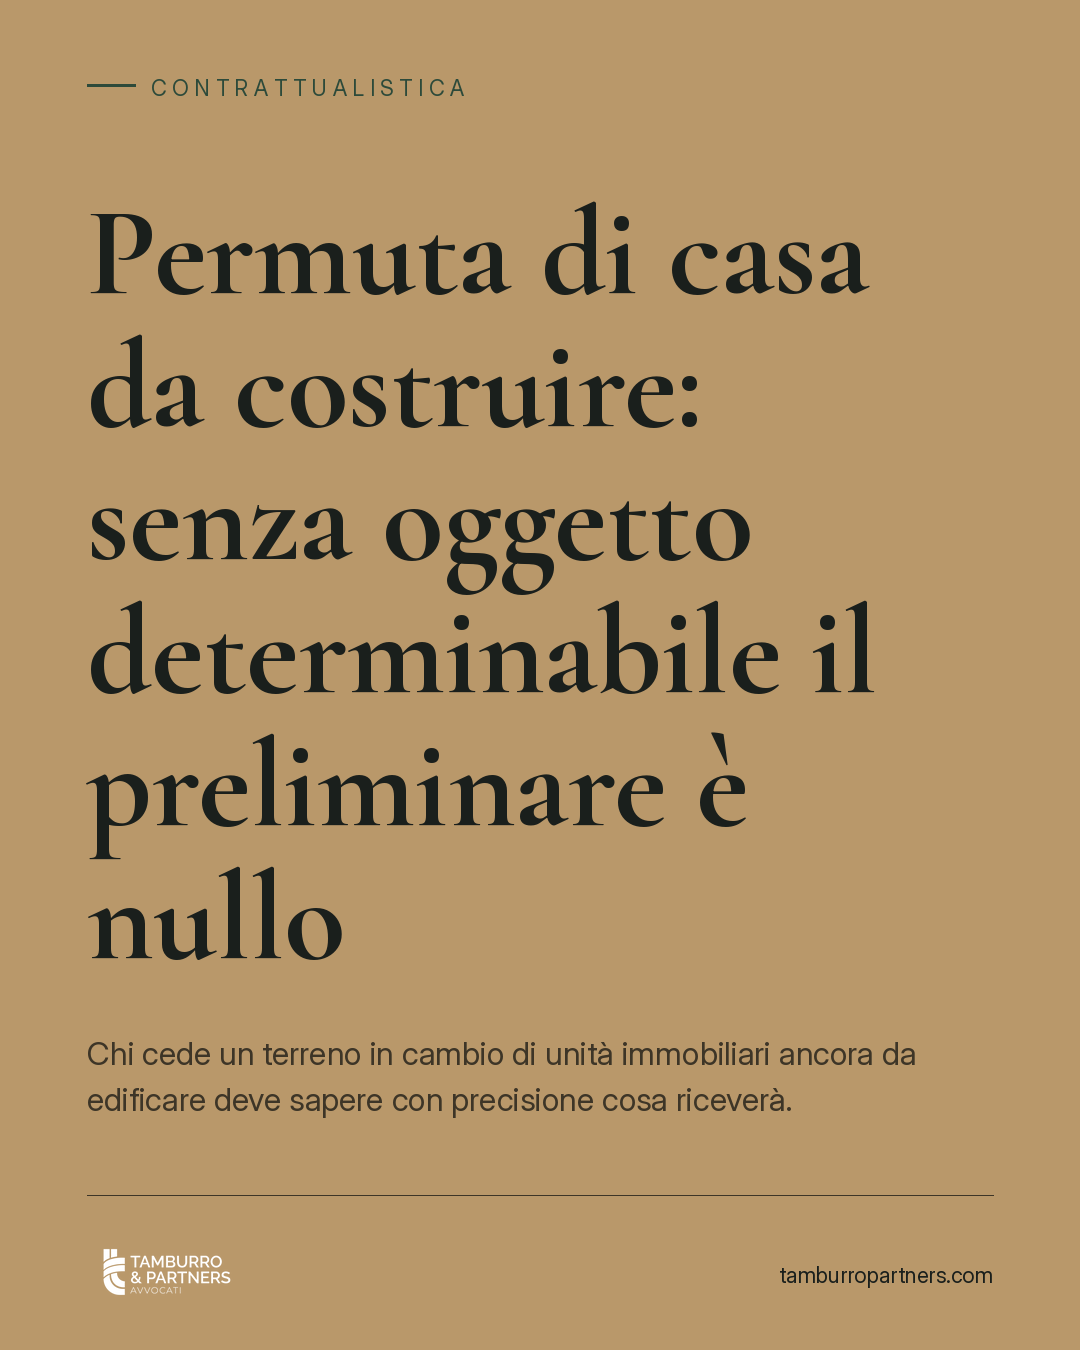 CONTRATTUALISTICA
Permuta di casa
da costruire:
senza oggetto
determinabile il
preliminare è
nullo
Chi cede un terreno in cambio di unità immobiliari ancora da
edificare deve sapere con precisione cosa riceverà.
TAMBURRO
& PARTNERS
AVVOCATI
tamburropartners.com